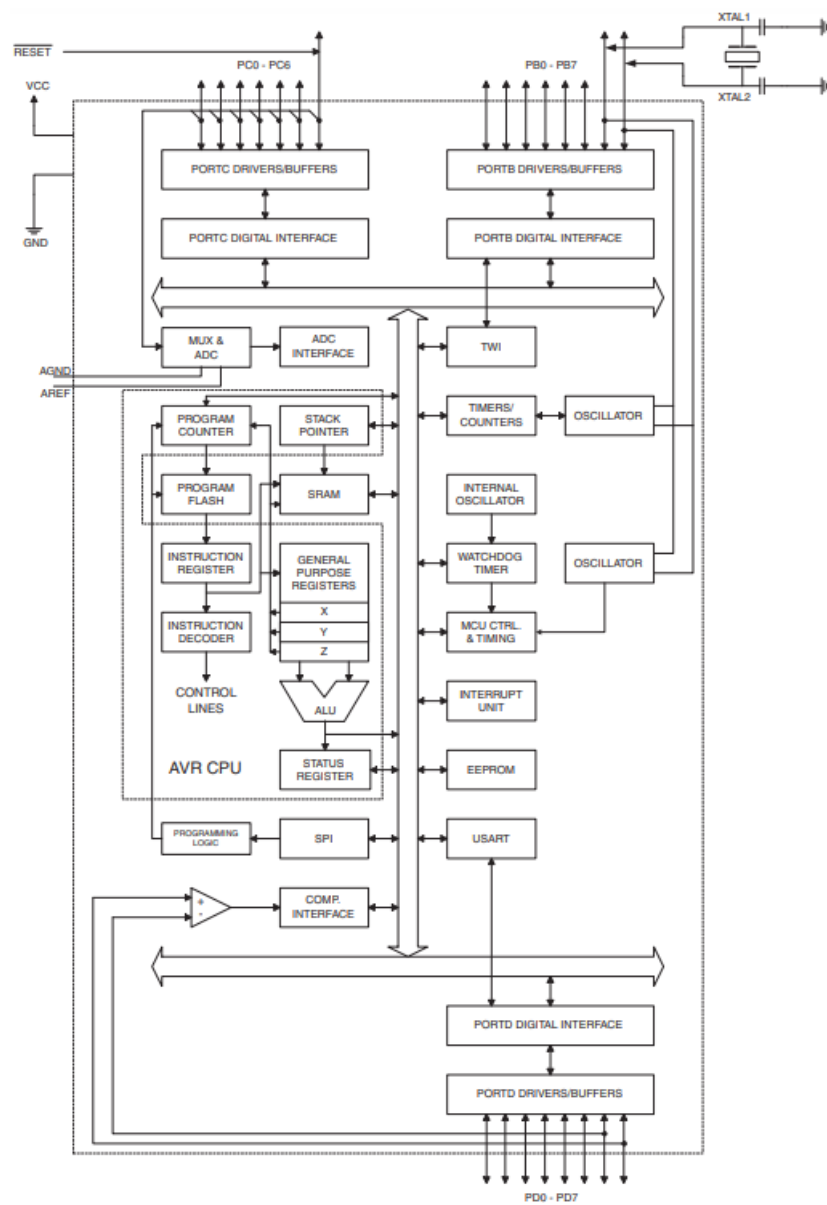 XTAL1
RESET
PC0 - PC6
PB0 - PB7
VCC
XTAL2
PORTC DRIVERS/BUFFERS
PORTB DRIVERS/BUFFERS
PORTC DIGITAL INTERFACE
PORTB DIGITAL INTERFACE
GND
MUX &
ADC
ADC
INTERFACE
TWI
AGND
AREF
PROGRAM
COUNTER
STACK
POINTER
TIMERS/
COUNTERS
OSCILLATOR
PROGRAM
FLASH
SRAM
INTERNAL
OSCILLATOR
INSTRUCTION
REGISTER
GENERAL
PURPOSE
REGISTERS
WATCHDOG
TIMER
OSCILLATOR
X
INSTRUCTION
DECODER
Y
MCU CTRL.
& TIMING
Z
CONTROL
LINES
ALU
INTERRUPT
UNIT
AVR CPU
STATUS
REGISTER
EEPROM
PROGRAMMING
LOGIC
SPI
USART
+
-
COMP.
INTERFACE
PORTD DIGITAL INTERFACE
PORTD DRIVERS/BUFFERS
PD0 - PD7